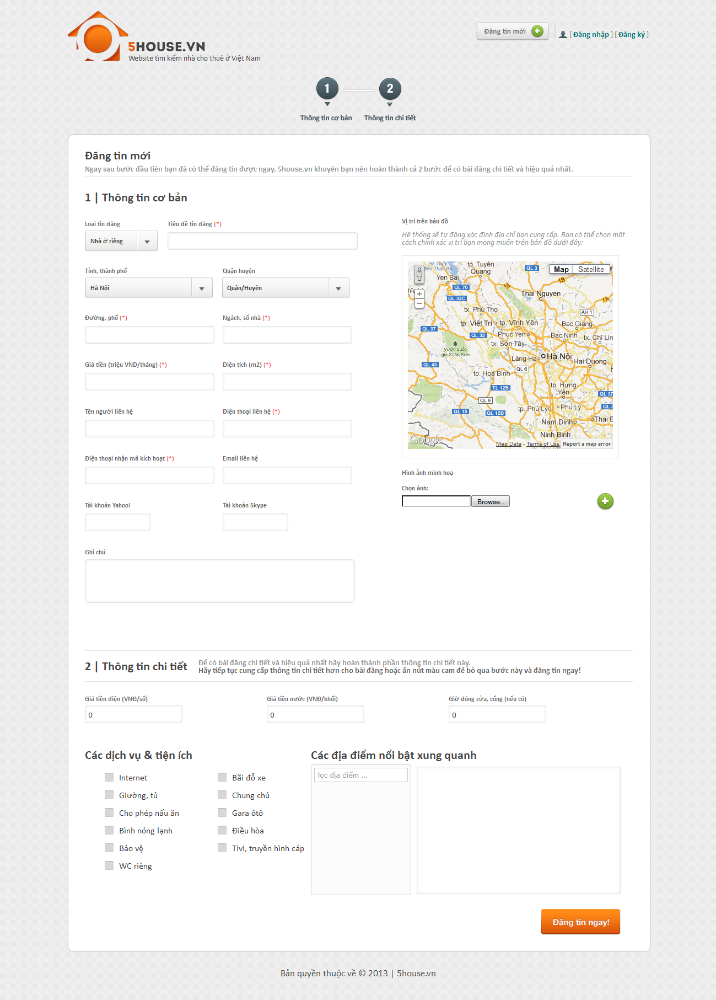 5HOUSE.VN
Website tìm kiếm nhà cho thuê ở Việt Nam
Đăng tin mới
[ Đăng nhập ] [ Đăng ký ]
1
2
Thông tin cơ bản
Thông tin chi tiết
Đăng tin mới
Ngay sau bước đầu tiên bạn đã có thể đăng tin được ngay. 5house.vn khuyên bạn nên hoàn thành cả 2 bước để có bài đăng chi tiết và hiệu quả nhất.
1 | Thông tin cơ bản
Loại tin đăng
Tiêu đề tin đăng (*)
Nhà ở riêng
Tỉnh, thành phố
Quận huyện
Hà Nội
Quận/Huyện
Đường, phố (*)
Ngách, số nhà (*)
Giá tiền (triệu VND/tháng) (*)
Diện tích (m2) (*)
Tên người liên hệ
Điện thoại liên hệ (*)
Điện thoại nhận mã kích hoạt (*)
Email liên hệ
Tài khoản Yahoo!
Tài khoản Skype
Ghi chú
Vị trí trên bản đồ
Hệ thống sẽ tự động xác định địa chỉ bạn cung cấp. Bạn có thể chọn một
cách chính xác vị trí bạn mong muốn trên bản đồ dưới đây:
Hồ Thủy
Điện Thác Bà
tp. Tuyên
Quang
QL 3
Map
Satellite
Yen Bai
1B
QL 70
37
Thai Nguyen
QL 32C
1A
tx. Phú Thọ
AH 1
tp. Việt Trì
tp. Vĩnh Yên
Bac Giang
QL 37
QL 32
Phuc Yen
Bắc Ninh
tx. Chí Lin
Vườn quốc
gia Xuân Sơn
tx. Sơn Tây
Láng Hạ
Hà Nội
Hai Duong
QL 43
QL 6
tp. Hoà Bình
TL 12B
tp. Hưng
Yên
QL 37
QL 6
QL 15
QL 12B
tp. Phủ Lý
Phu Lý
Nam Dinh
Thai B
Ninh Binh
Google
Map Data - Terms of Use
Report a map error
Hình ảnh minh hoạ
Chọn ảnh:
Browse...
2 | Thông tin chi tiết
Để có bài đăng chi tiết và hiệu quả nhất hãy hoàn thành phần thông tin chi tiết này.
Hãy tiếp tục cung cấp thông tin chi tiết hơn cho bài đăng hoặc ấn nút màu cam để bỏ qua bước này và đăng tin ngay!
Giá tiền điện (VNĐ/số)
Giá tiền nước (VNĐ/khối)
Giờ đóng cửa, cổng (nếu có)
0
0
0
Các dịch vụ & tiện ích
Internet
Bãi đỗ xe
Giường, tủ
Chung chủ
Cho phép nấu ăn
Gara ôtô
Bình nóng lạnh
Điều hòa
Bảo vệ
Tivi, truyền hình cáp
WC riêng
Các địa điểm nổi bật xung quanh
lọc địa điểm ...
Đăng tin ngay!
Bản quyền thuộc về © 2013 | 5house.vn